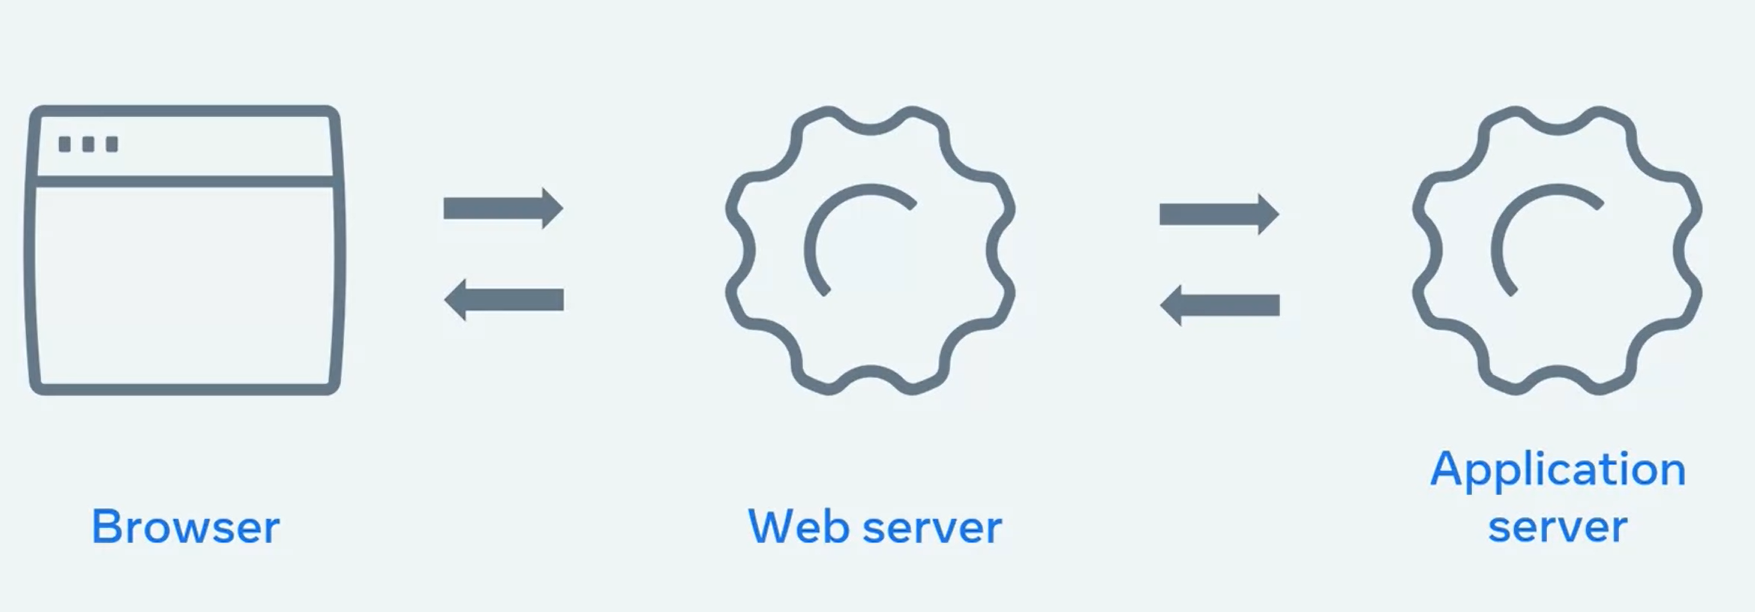 Browser
Web server
Application
server